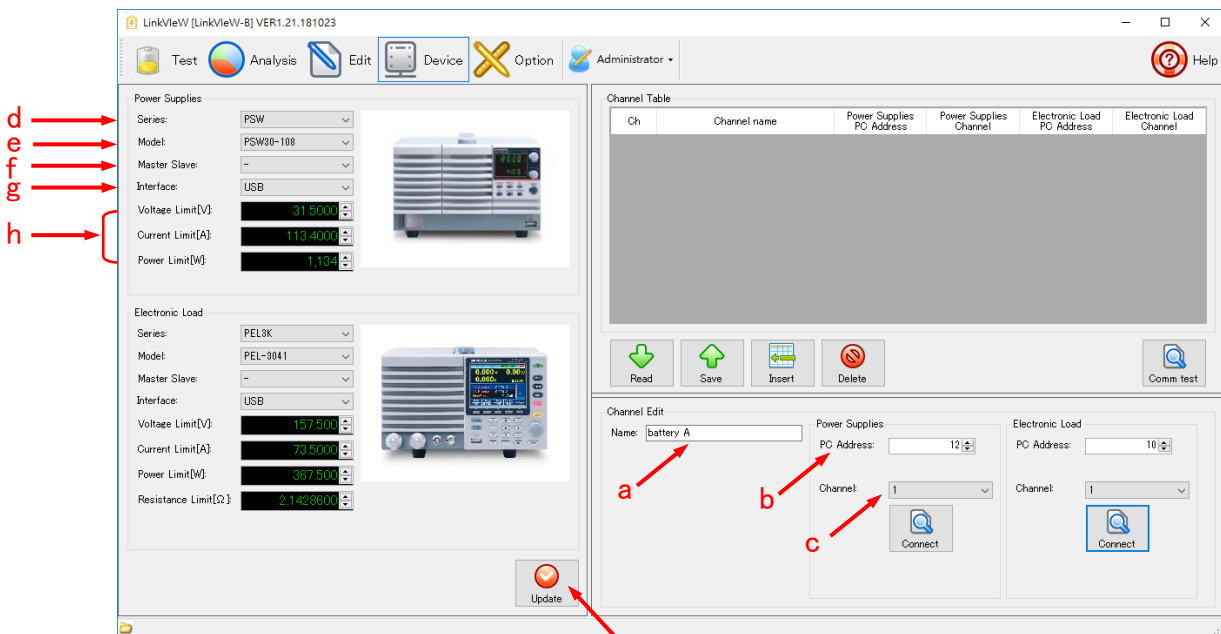 LinkVIeW [LinkVIeW-B] VER1.21.181023
Test Analysis Edit Device Option Administrator Help
Power Supplies
d Series: PSW
e Model: PSW30-108
f Master Slave: -
g Interface: USB
Voltage Limit[V]: 31.5000
h Current Limit[A]: 113.4000
Power Limit[W]: 1,134
Electronic Load
Series: PEL3K
Model: PEL-3041
Master Slave: -
Interface: USB
Voltage Limit[V]: 157.500
Current Limit[A]: 73.5000
Power Limit[W]: 367.500
Resistance Limit[Ω]: 2.1428600
Update
Channel Table
Ch Channel name Power Supplies PC Address Power Supplies Channel Electronic Load PC Address Electronic Load Channel
Read Save Insert Delete Comm test
Channel Edit
Name: battery A
a
Power Supplies
PC Address: 12
b
Channel: 1
c
Connect
Electronic Load
PC Address: 10
Channel: 1
Connect